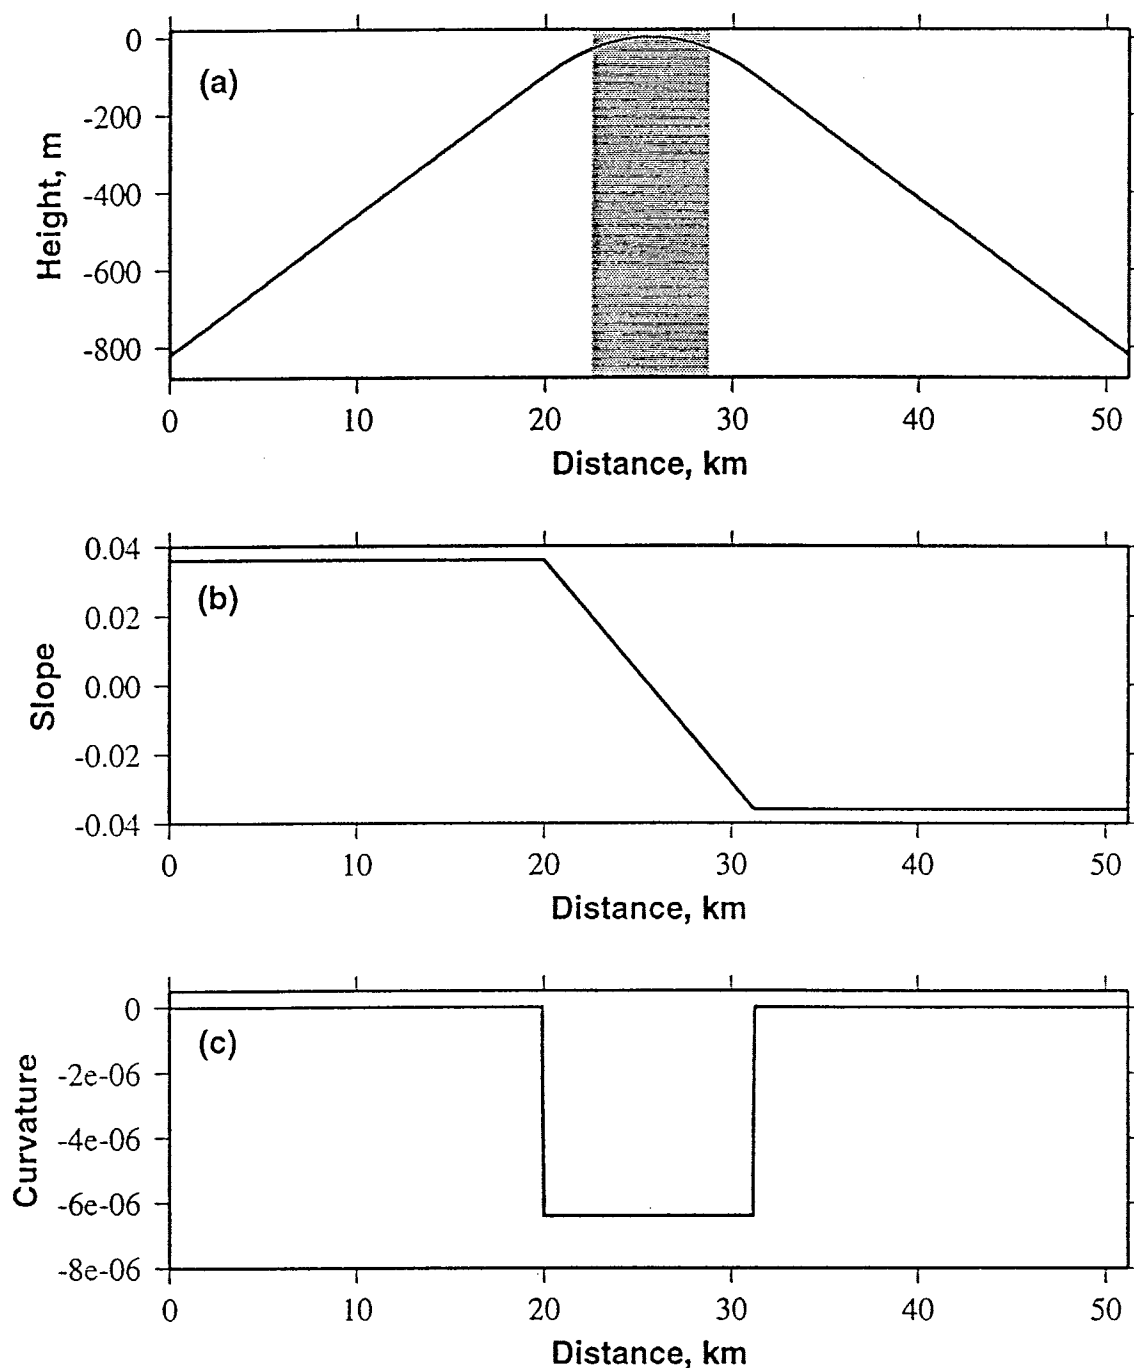 (a)
Height, m
0
-200
-400
-600
-800
0 10 20 30 40 50
Distance, km
(b)
Slope
0.04
0.02
0.00
-0.02
-0.04
0 10 20 30 40 50
Distance, km
(c)
Curvature
0
-2e-06
-4e-06
-6e-06
-8e-06
0 10 20 30 40 50
Distance, km